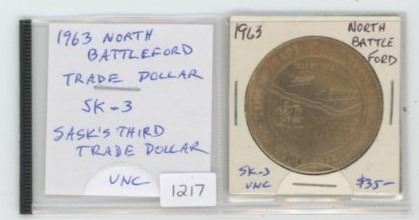 1963 NORTH
BATTLEFORD
TRADE DOLLAR
SK-3
SASK'S THIRD
TRADE DOLLAR
UNC
1217
1963
NORTH
BATTLE
FORD
SK-3
UNC
$35-